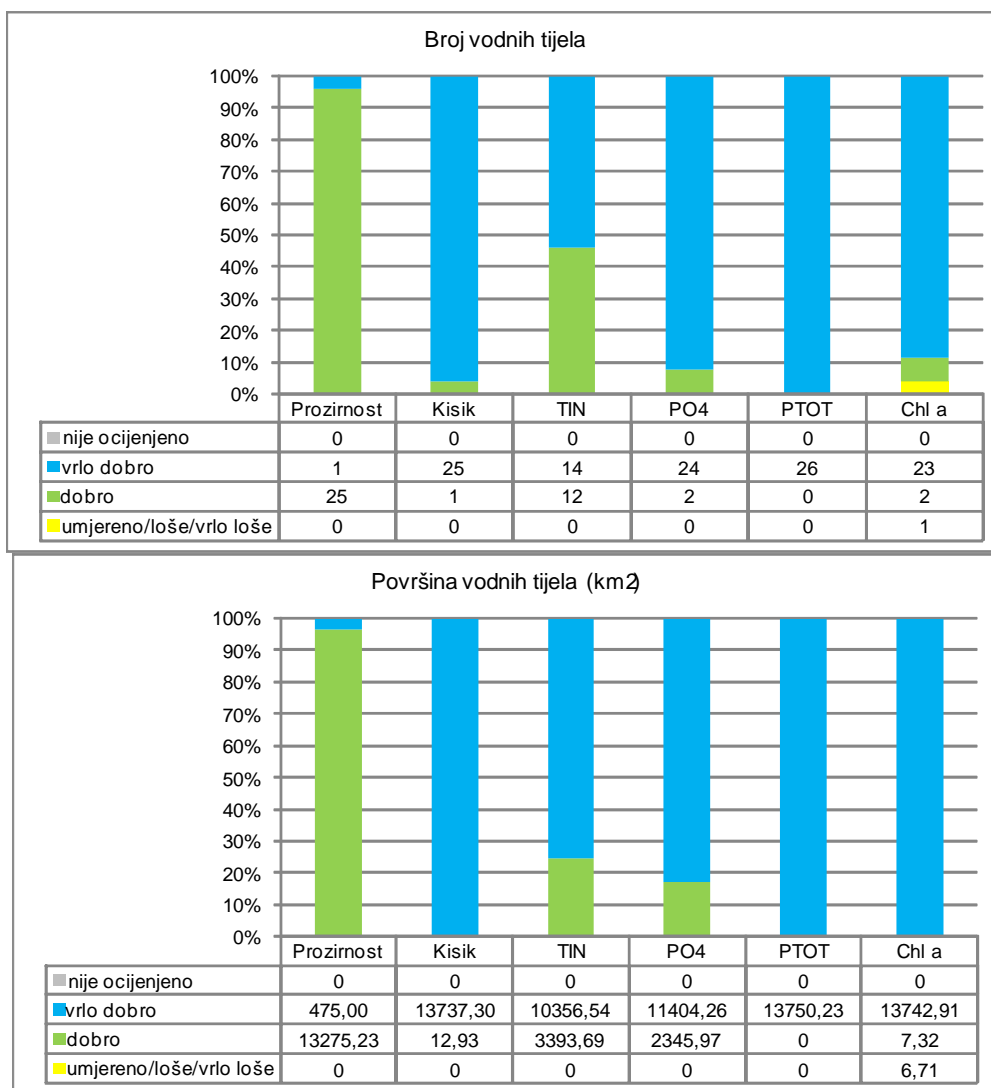 Broj vodnih tijela
100%
90%
80%
70%
60%
50%
40%
30%
20%
10%
0%
Prozirnost Kisik TIN PO4 PTOT Chl a
nije ocijenjeno 0 0 0 0 0 0
vrlo dobro 1 25 14 24 26 23
dobro 25 1 12 2 0 2
umjereno/loše/vrlo loše 0 0 0 0 0 1
Površina vodnih tijela (km2)
100%
90%
80%
70%
60%
50%
40%
30%
20%
10%
0%
Prozirnost Kisik TIN PO4 PTOT Chl a
nije ocijenjeno 0 0 0 0 0 0
vrlo dobro 475,00 13737,30 10356,54 11404,26 13750,23 13742,91
dobro 13275,23 12,93 3393,69 2345,97 0 7,32
umjereno/loše/vrlo loše 0 0 0 0 0 6,71